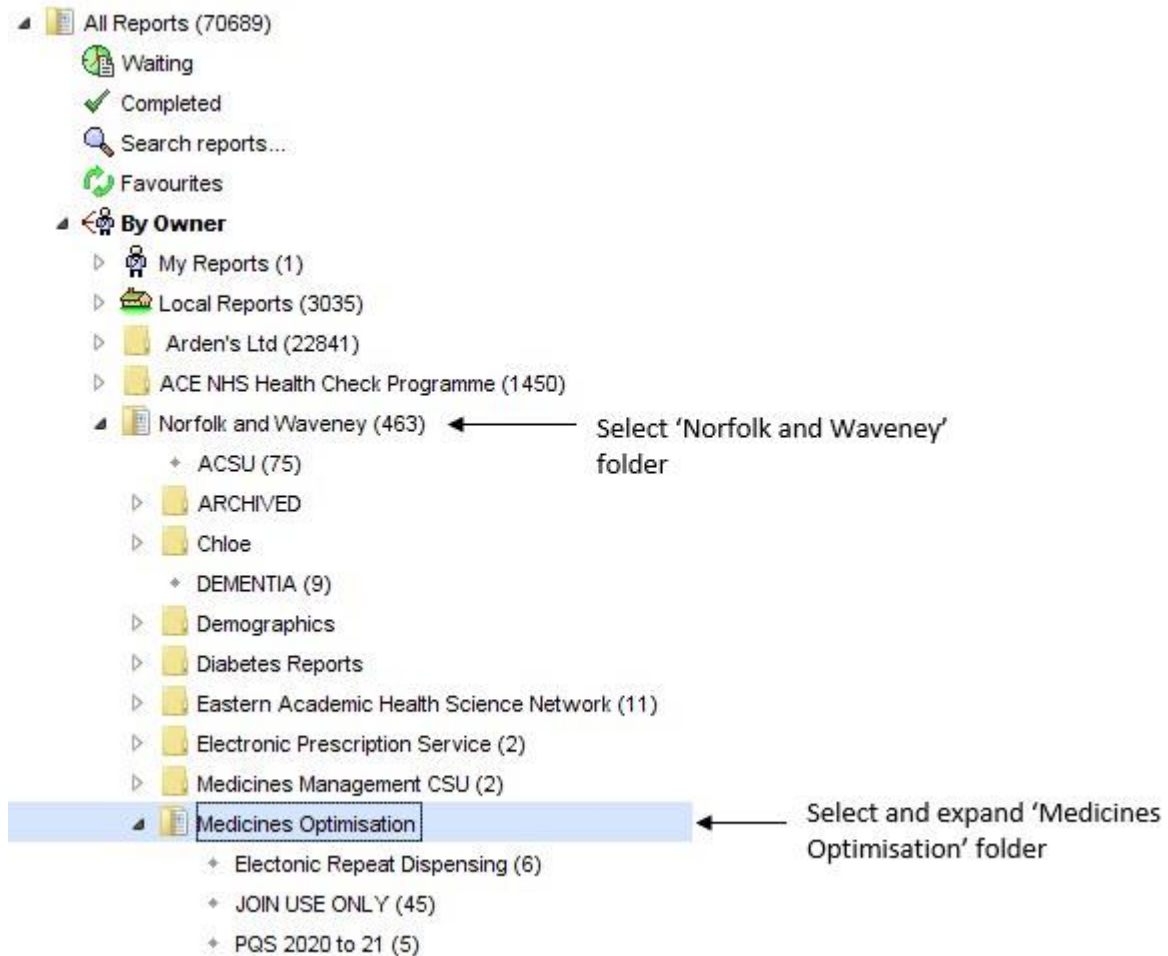 All Reports (70689)
Waiting
Completed
Search reports...
Favourites
By Owner
My Reports (1)
Local Reports (3035)
Arden's Ltd (22841)
ACE NHS Health Check Programme (1450)
Norfolk and Waveney (463)
Select ‘Norfolk and Waveney’
folder
ACSU (75)
ARCHIVED
Chloe
DEMENTIA (9)
Demographics
Diabetes Reports
Eastern Academic Health Science Network (11)
Electronic Prescription Service (2)
Medicines Management CSU (2)
Medicines Optimisation
Select and expand ‘Medicines
Optimisation’ folder
Electonic Repeat Dispensing (6)
JOIN USE ONLY (45)
PQS 2020 to 21 (5)